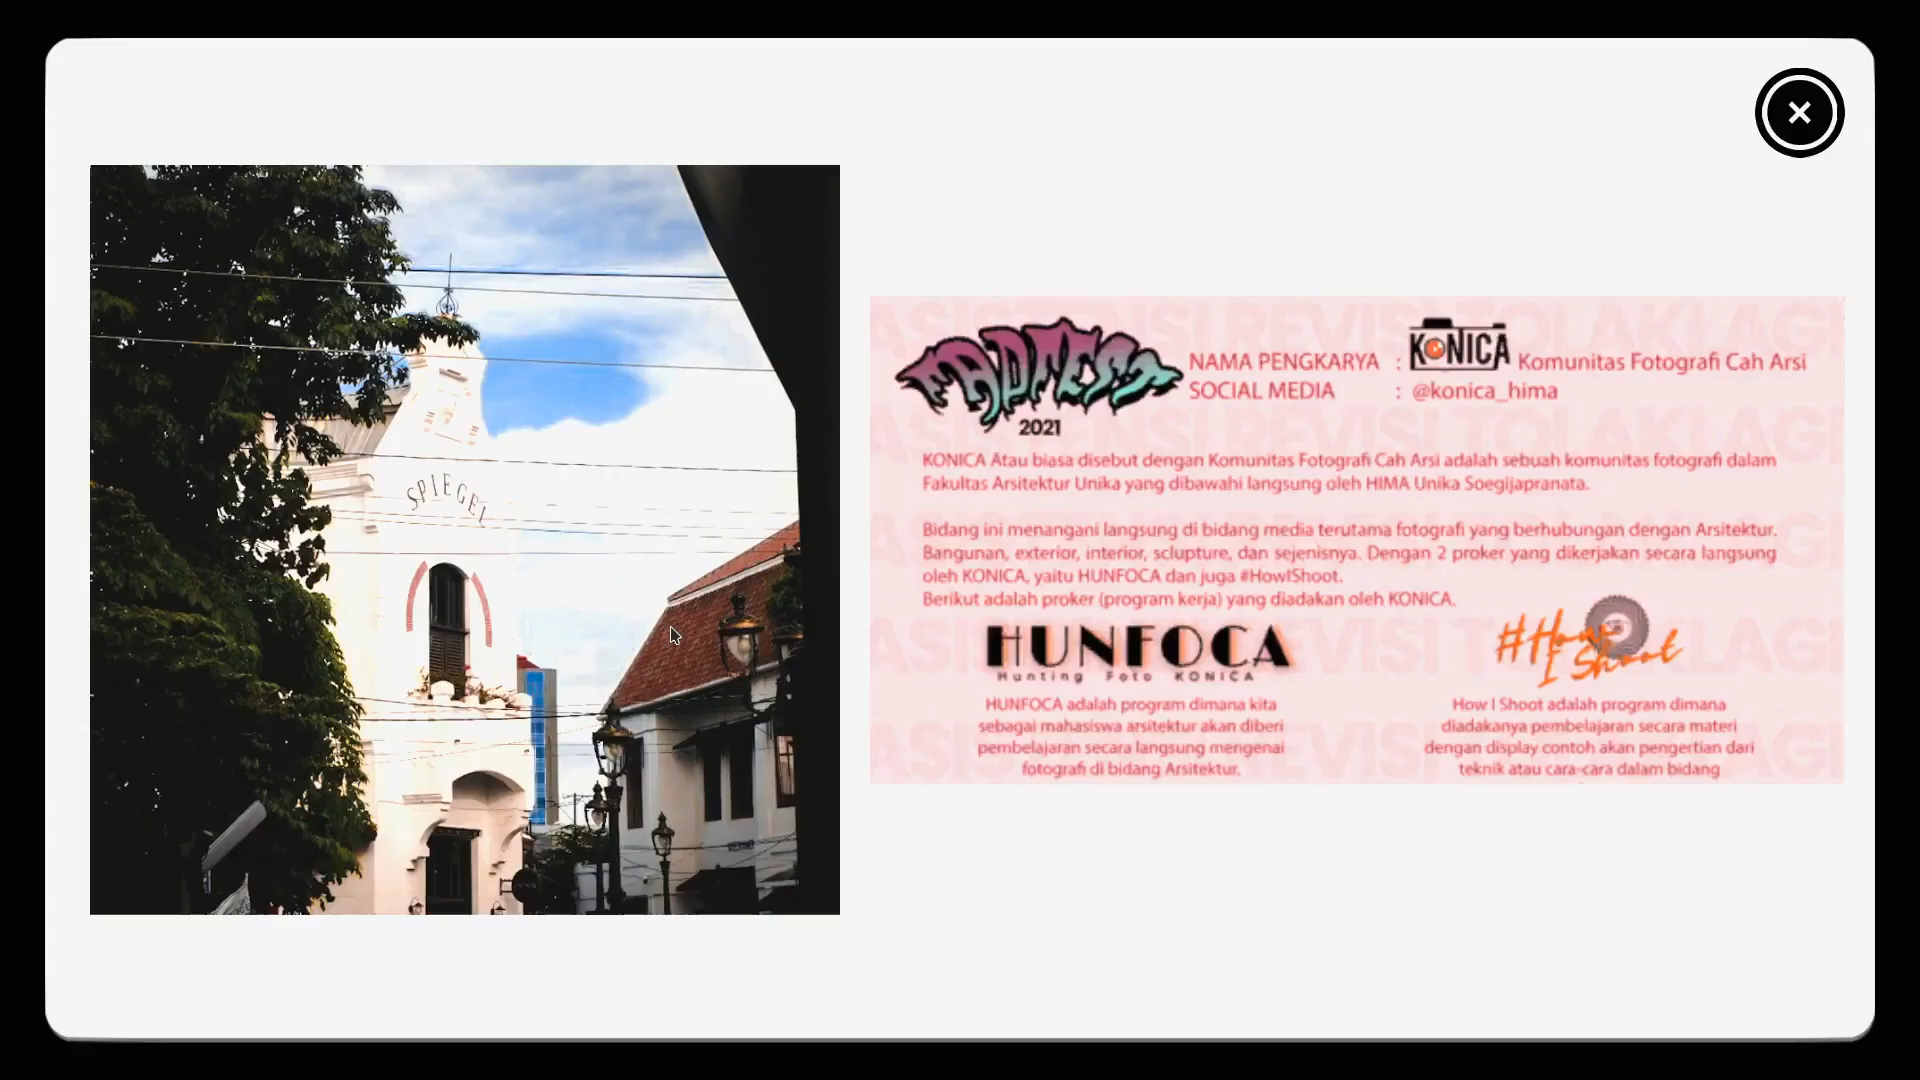 SPIEGEL
MADFEST
2021
NAMA PENGKARYA : KONICA Komunitas Fotografi Cah Arsi
SOCIAL MEDIA : @konica_hima
KONICA Atau biasa disebut dengan Komunitas Fotografi Cah Arsi adalah sebuah komunitas fotografi dalam
Fakultas Arsitektur Unika yang dibawahi langsung oleh HIMA Unika Soegijapranata.
Bidang ini menangani langsung di bidang media terutama fotografi yang berhubungan dengan Arsitektur.
Bangunan, exterior, interior, sclupture, dan sejenisnya. Dengan 2 proker yang dikerjakan secara langsung
oleh KONICA, yaitu HUNFOCA dan juga #HowIShoot.
Berikut adalah proker (program kerja) yang diadakan oleh KONICA.
HUNFOCA
Hunting Foto KONICA
HUNFOCA adalah program dimana kita
sebagai mahasiswa arsitektur akan diberi
pembelajaran secara langsung mengenai
fotografi di bidang Arsitektur.
#How
I Shoot
How I Shoot adalah program dimana
diadakanya pembelajaran secara materi
dengan display contoh akan pengertian dari
teknik atau cara-cara dalam bidang